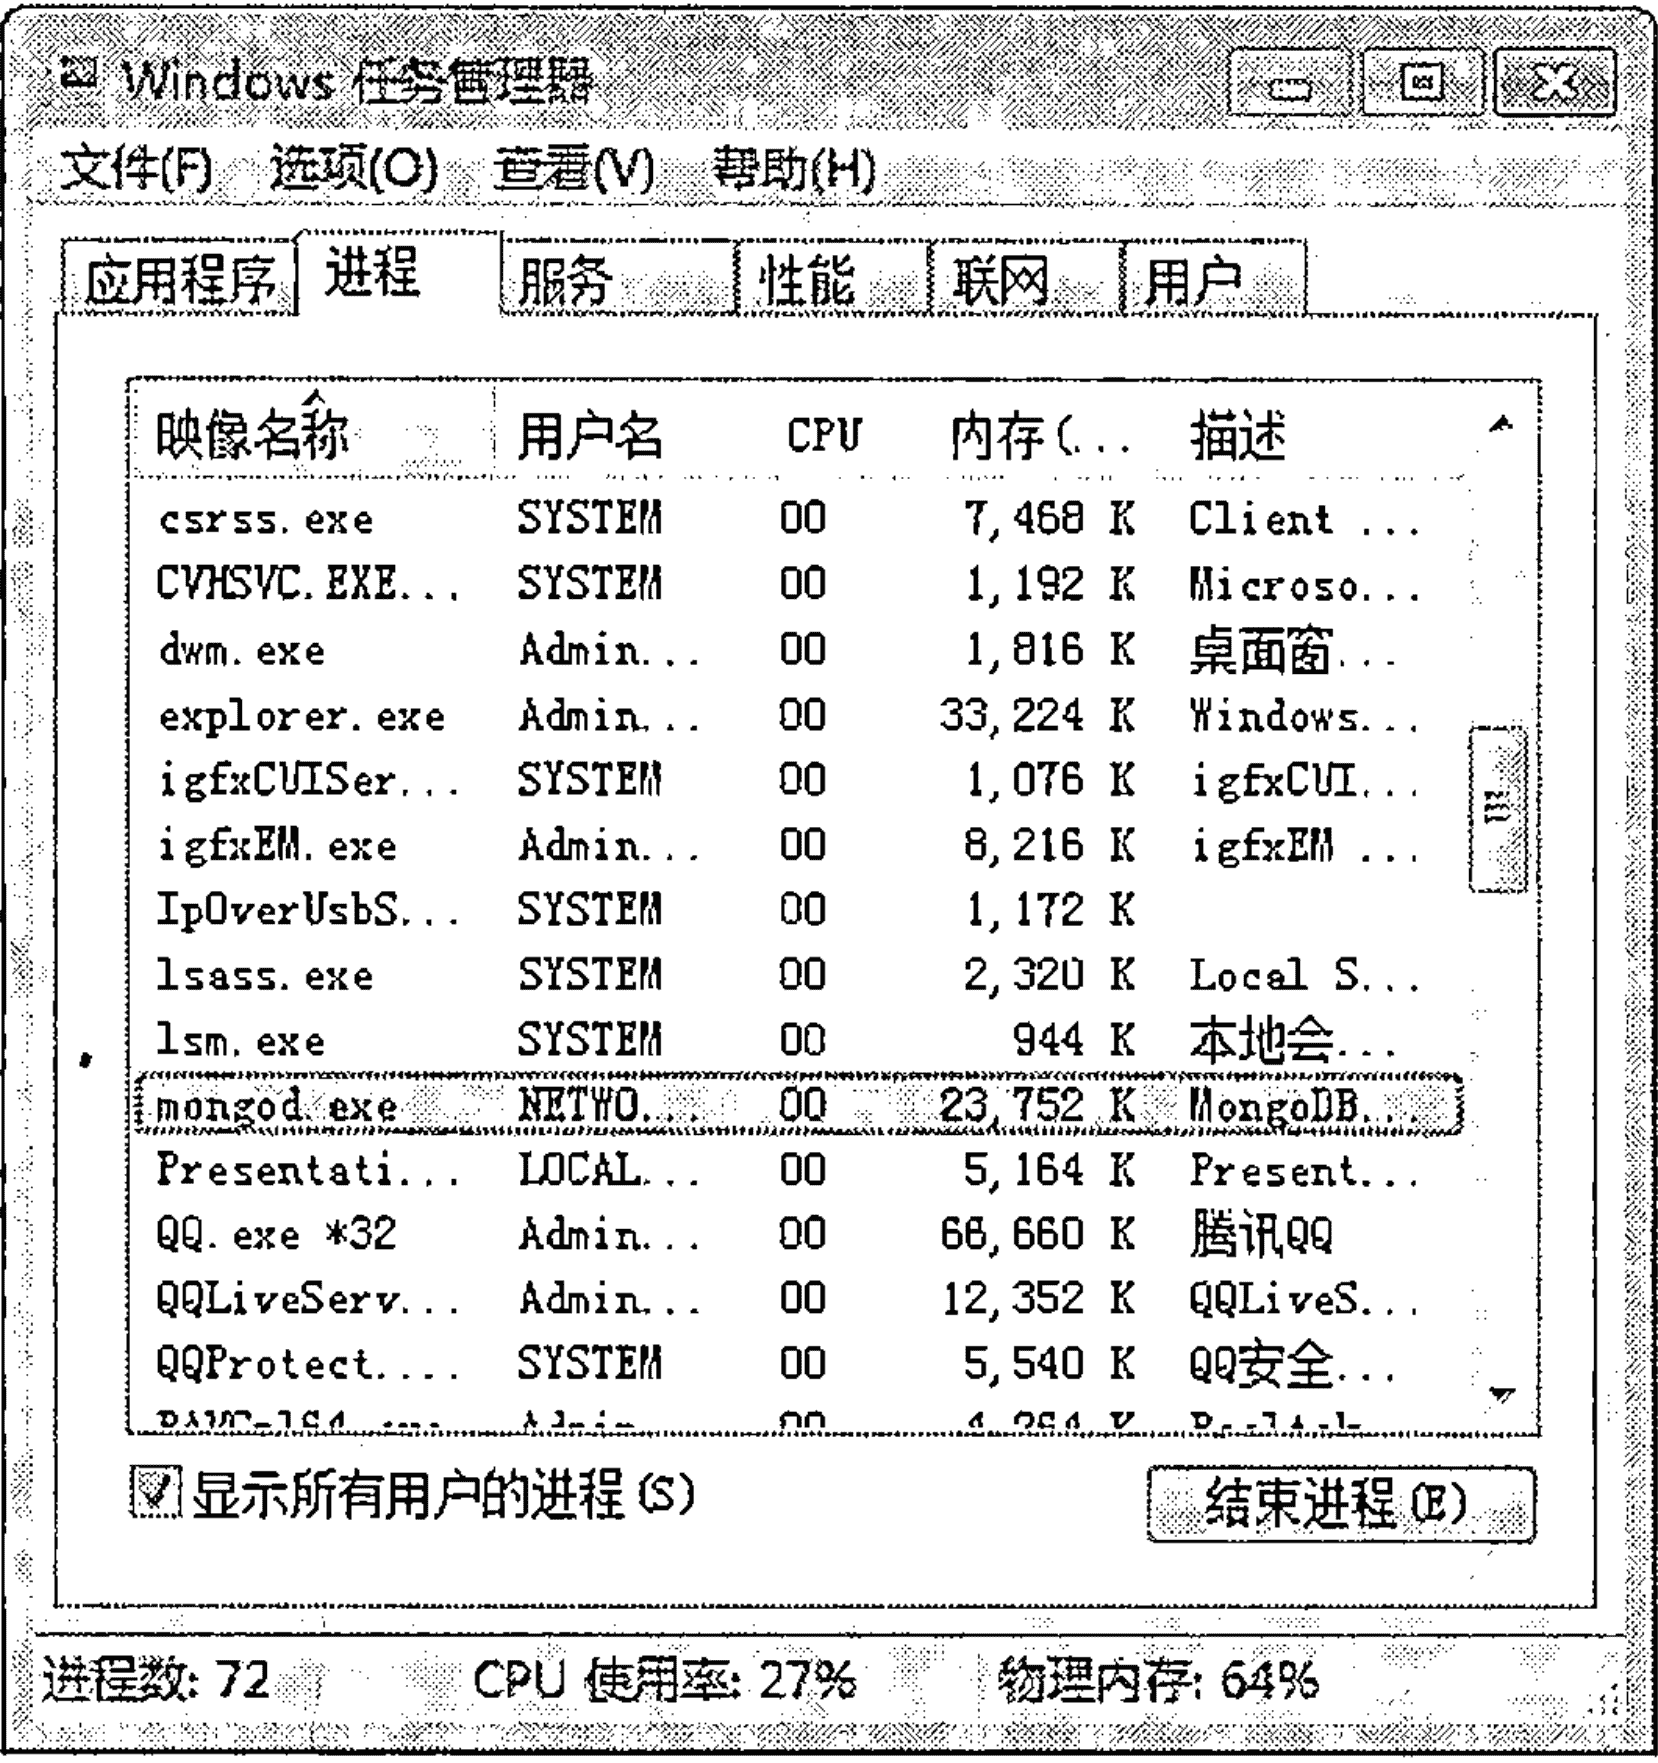 Windows 任务管理器
文件(F) 选项(O) 查看(V) 帮助(H)
应用程序 进程 服务 性能 联网 用户
映像名称 用户名 CPU 内存(... 描述
csrss.exe SYSTEM 00 7,468 K Client ...
CVHSVC.EXE... SYSTEM 00 1,192 K Microso...
dwm.exe Admin... 00 1,816 K 桌面窗...
explorer.exe Admin... 00 33,224 K Windows...
igfxCUISer... SYSTEM 00 1,076 K igfxCUI...
igfxEM.exe Admin... 00 8,216 K igfxEM ...
IpOverUsbS... SYSTEM 00 1,172 K
lsass.exe SYSTEM 00 2,320 K Local S...
lsm.exe SYSTEM 00 944 K 本地会...
mongod.exe NETWO... 00 23,752 K MongoDB...
Presentati... LOCAL... 00 5,164 K Present...
QQ.exe *32 Admin... 00 66,660 K 腾讯QQ
QQLiveServ... Admin... 00 12,352 K QQLiveS...
QQProtect.... SYSTEM 00 5,540 K QQ安全...
Admin 00
显示所有用户的进程(S) 结束进程(E)
进程数: 72 CPU 使用率: 27% 物理内存: 64%